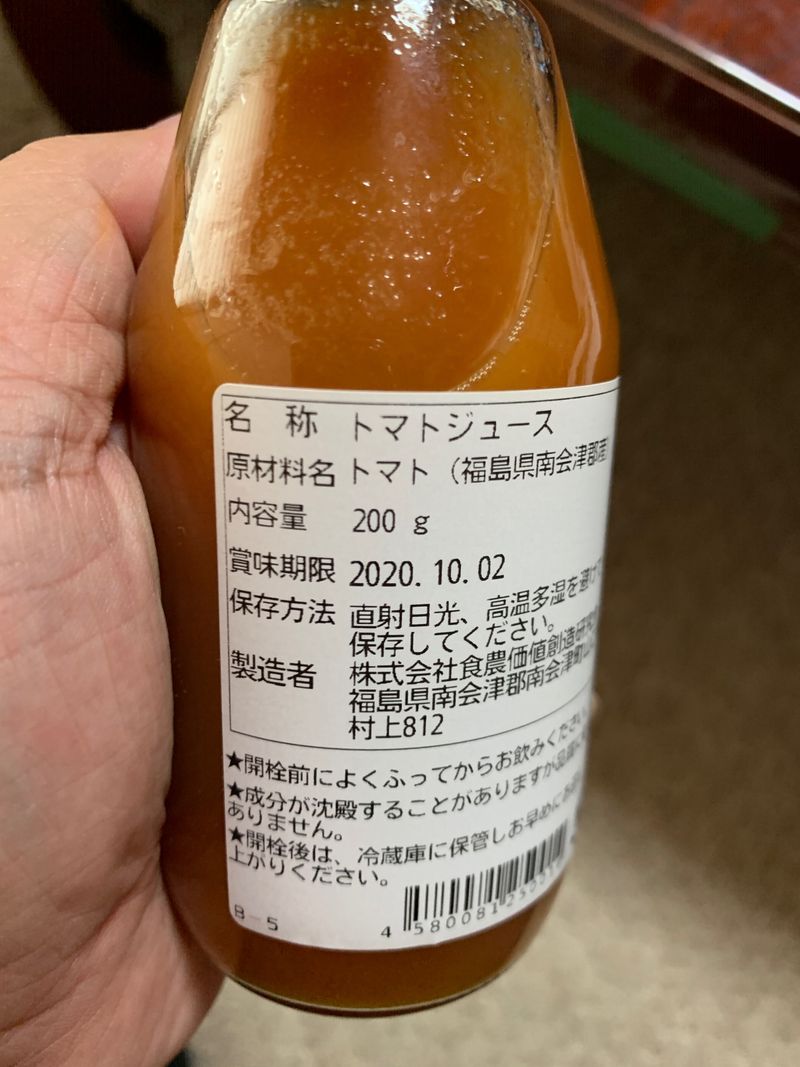 名 称 トマトジュース
原材料名 トマト（福島県南会津郡産
内容量 200 g
賞味期限 2020.10.02
保存方法 直射日光、高温多湿を避けて
保存してください。
製造者 株式会社食農価値創造研究
福島県南会津郡南会津町
村上812
★開栓前によくふってからお飲みください
★成分が沈殿することがありますが品質に
ありません。
★開栓後は、冷蔵庫に保管しお早めにお
上がりください。
B-5
4 580081250